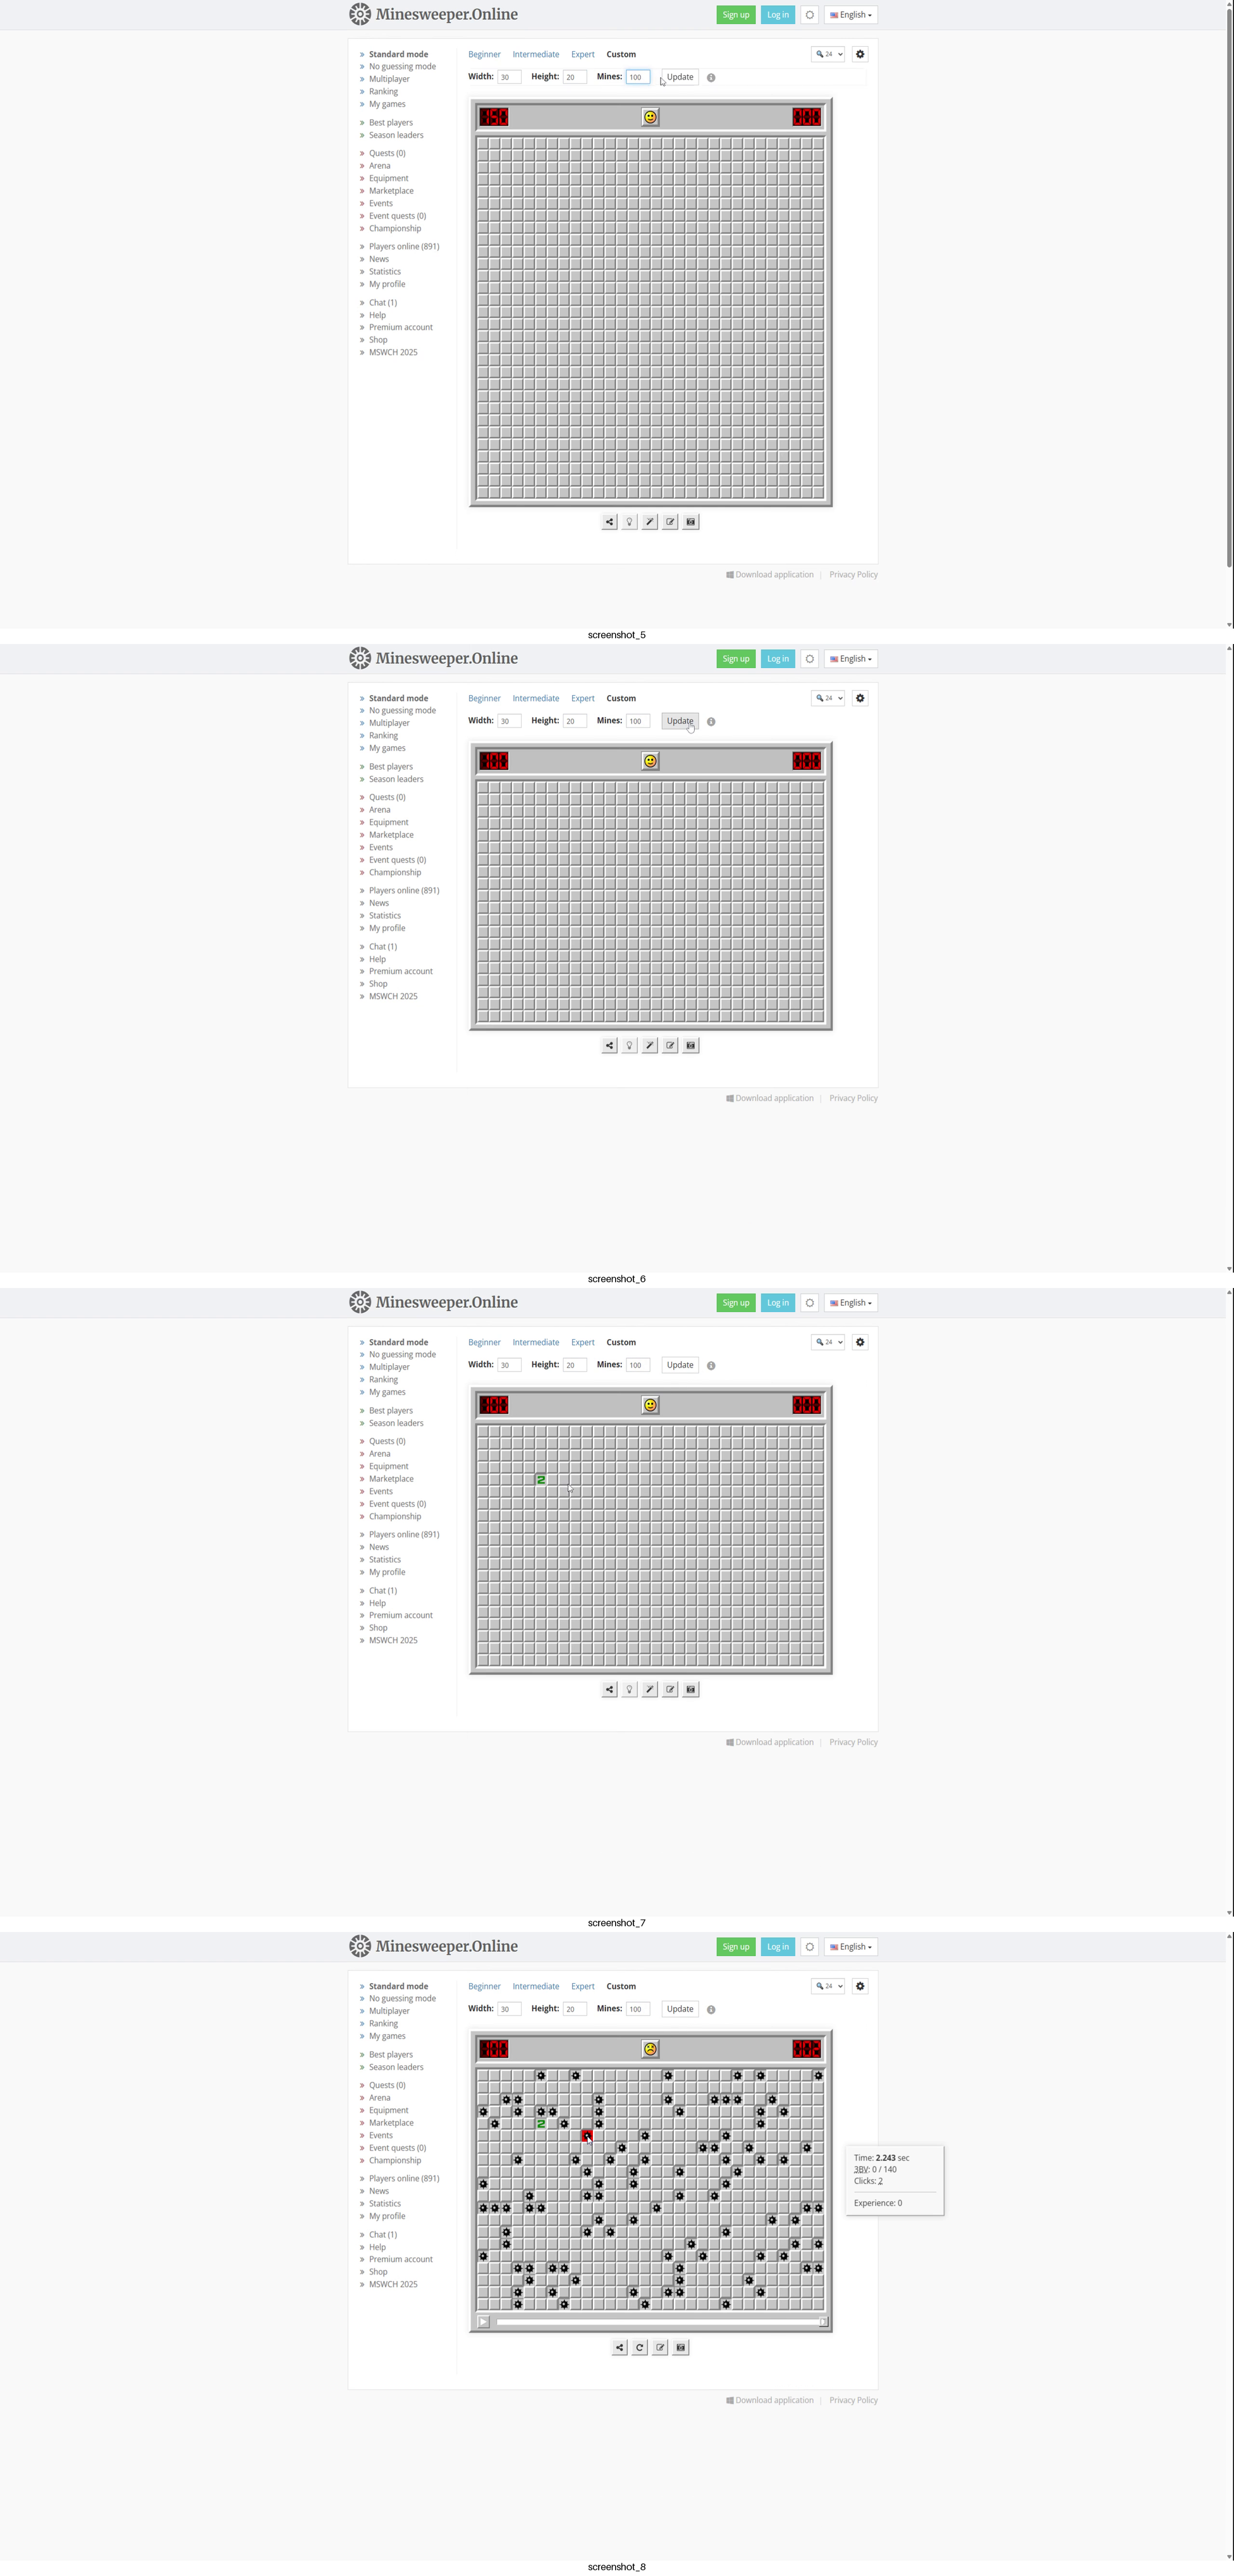 Minesweeper.Online
Sign up
Log in
English
Standard mode
No guessing mode
Multiplayer
Ranking
My games
Best players
Season leaders
Quests (0)
Arena
Equipment
Marketplace
Events
Event quests (0)
Championship
Players online (891)
News
Statistics
My profile
Chat (1)
Help
Premium account
Shop
MSWCH 2025
Beginner Intermediate Expert Custom
24
Width: 30 Height: 20 Mines: 100 Update
150 000
Download application | Privacy Policy
screenshot_5
Minesweeper.Online
Sign up
Log in
English
Standard mode
No guessing mode
Multiplayer
Ranking
My games
Best players
Season leaders
Quests (0)
Arena
Equipment
Marketplace
Events
Event quests (0)
Championship
Players online (891)
News
Statistics
My profile
Chat (1)
Help
Premium account
Shop
MSWCH 2025
Beginner Intermediate Expert Custom
24
Width: 30 Height: 20 Mines: 100 Update
100 000
Download application | Privacy Policy
screenshot_6
Minesweeper.Online
Sign up
Log in
English
Standard mode
No guessing mode
Multiplayer
Ranking
My games
Best players
Season leaders
Quests (0)
Arena
Equipment
Marketplace
Events
Event quests (0)
Championship
Players online (891)
News
Statistics
My profile
Chat (1)
Help
Premium account
Shop
MSWCH 2025
Beginner Intermediate Expert Custom
24
Width: 30 Height: 20 Mines: 100 Update
100 000
2
Download application | Privacy Policy
screenshot_7
Minesweeper.Online
Sign up
Log in
English
Standard mode
No guessing mode
Multiplayer
Ranking
My games
Best players
Season leaders
Quests (0)
Arena
Equipment
Marketplace
Events
Event quests (0)
Championship
Players online (891)
News
Statistics
My profile
Chat (1)
Help
Premium account
Shop
MSWCH 2025
Beginner Intermediate Expert Custom
24
Width: 30 Height: 20 Mines: 100 Update
100 002
2
Time: 2.243 sec
3BV: 0 / 140
Clicks: 2
Experience: 0
Download application | Privacy Policy
screenshot_8